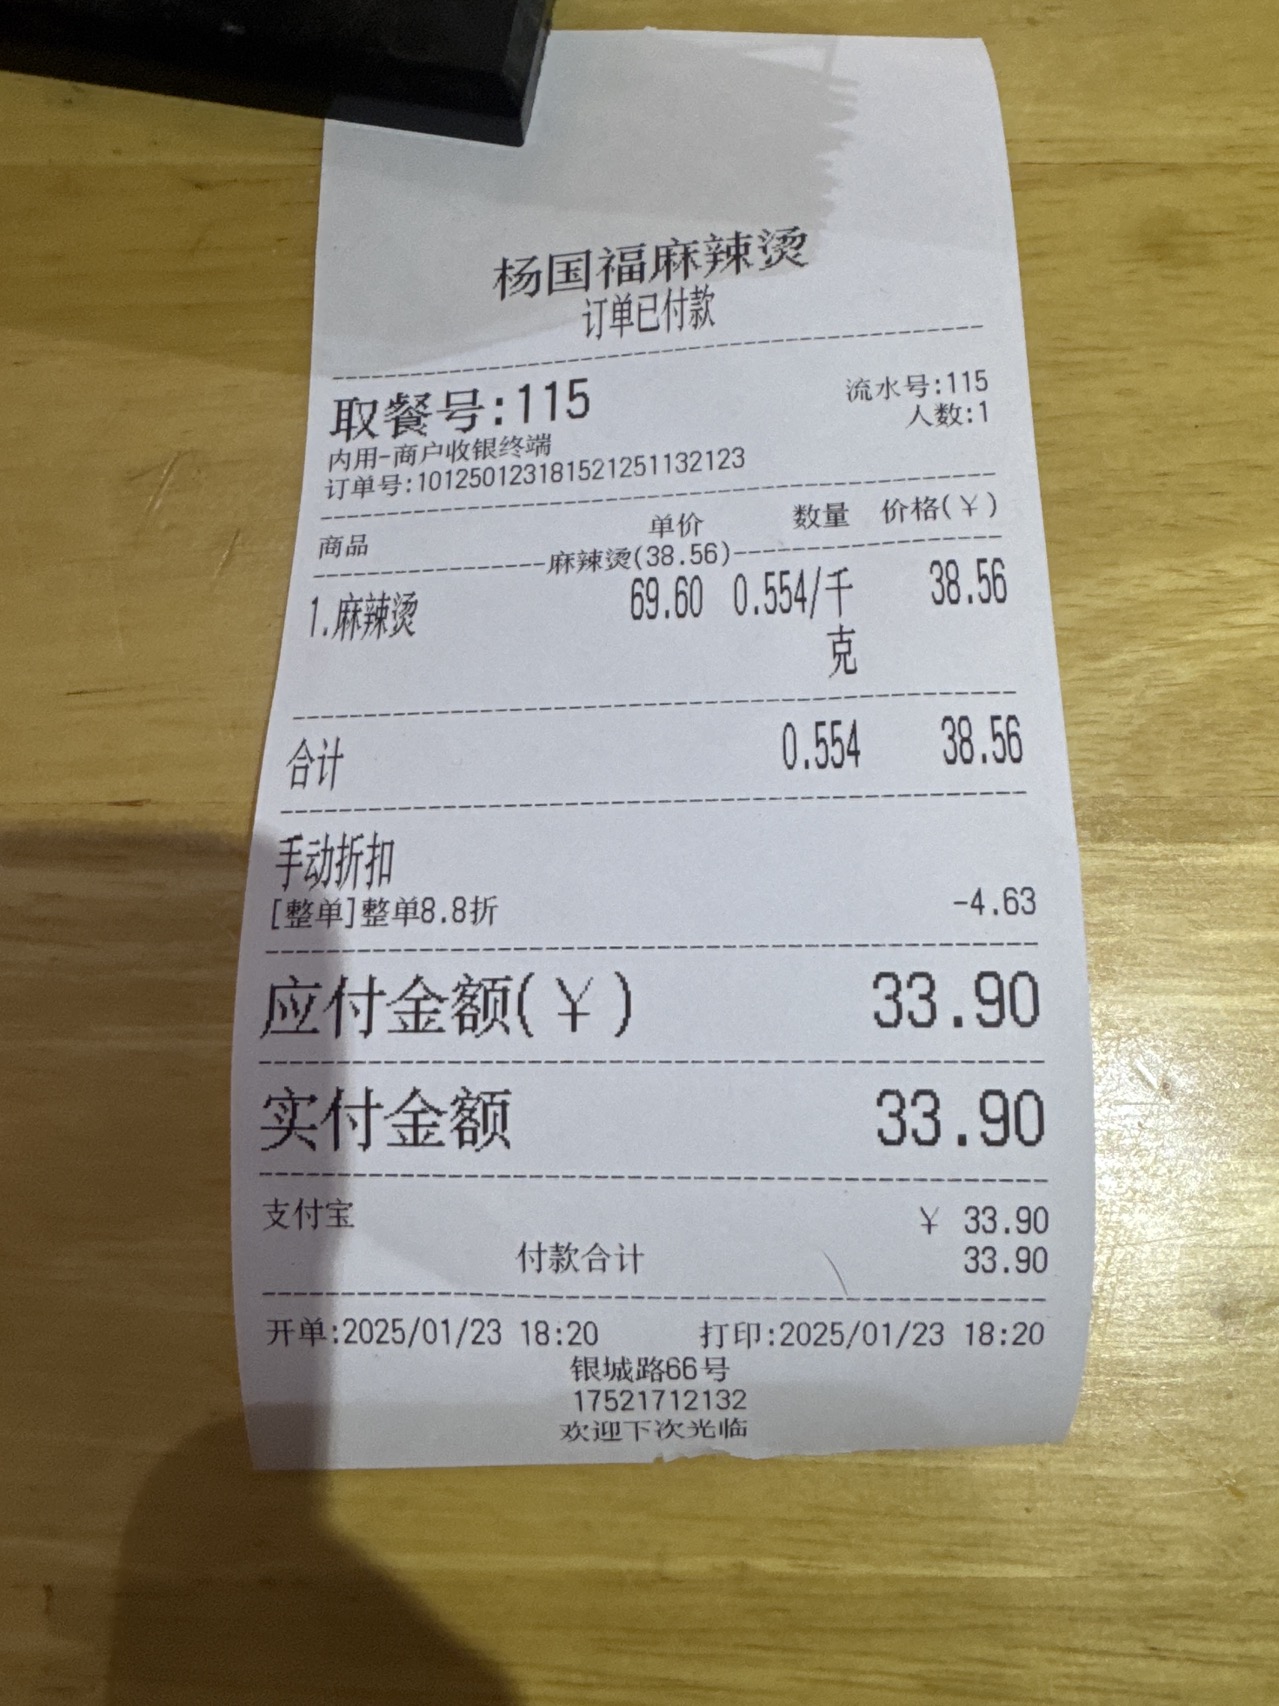 杨国福麻辣烫
订单已付款
取餐号:115 流水号:115
人数:1
内用-商户收银终端
订单号:101250123181521251132123
商品 单价 数量 价格(¥)
麻辣烫(38.56)
1.麻辣烫 69.60 0.554/千克 38.56
合计 0.554 38.56
手动折扣
[整单]整单8.8折 -4.63
应付金额(¥) 33.90
实付金额 33.90
支付宝 ¥ 33.90
付款合计 33.90
开单:2025/01/23 18:20 打印:2025/01/23 18:20
银城路66号
17521712132
欢迎下次光临